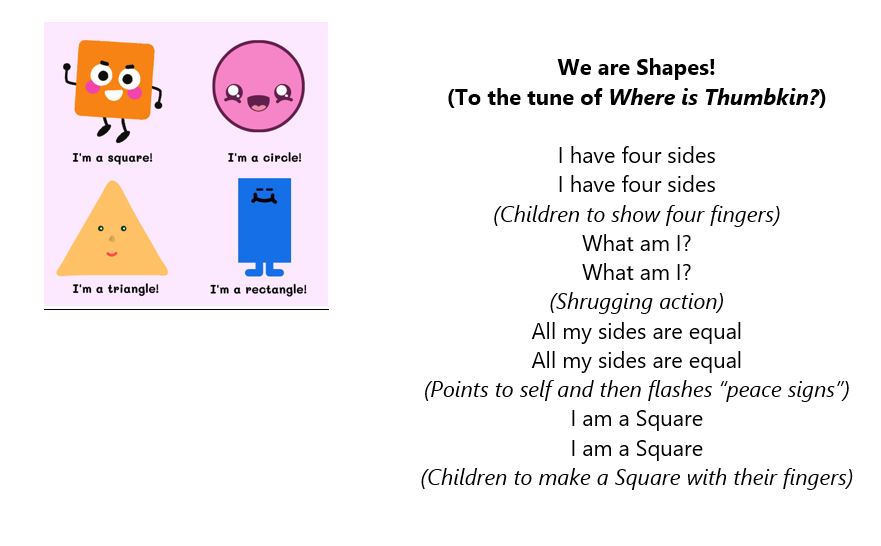 I'm a square!
I'm a circle!
I'm a triangle!
I'm a rectangle!
We are Shapes!
(To the tune of Where is Thumbkin?)
I have four sides
I have four sides
(Children to show four fingers)
What am I?
What am I?
(Shrugging action)
All my sides are equal
All my sides are equal
(Points to self and then flashes “peace signs”)
I am a Square
I am a Square
(Children to make a Square with their fingers)